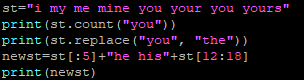 st="i my me mine you your you yours"
print(st.count("you"))
print(st.replace("you", "the"))
newst=st[:5]+"he his"+st[12:18]
print(newst)